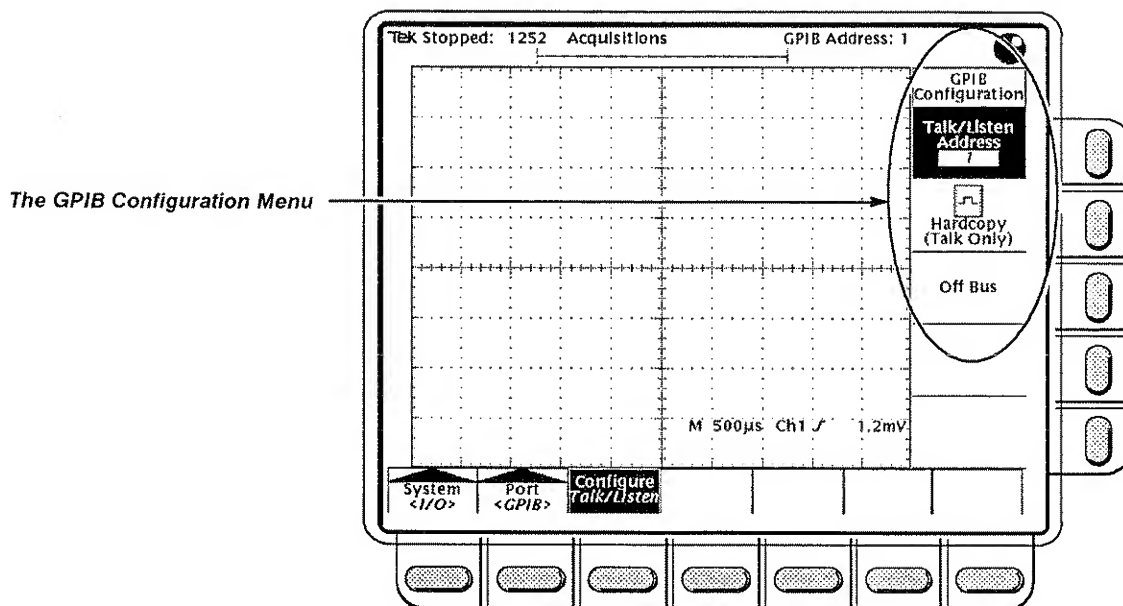 Tek Stopped: 1252 Acquisitions GPIB Address: 1
GPIB
Configuration
Talk/Listen
Address
1
The GPIB Configuration Menu
Hardcopy
(Talk Only)
Off Bus
M 500µs Ch1 ƒ 1.2mV
System
<I/O>
Port
<GPIB>
Configure
Talk/Listen